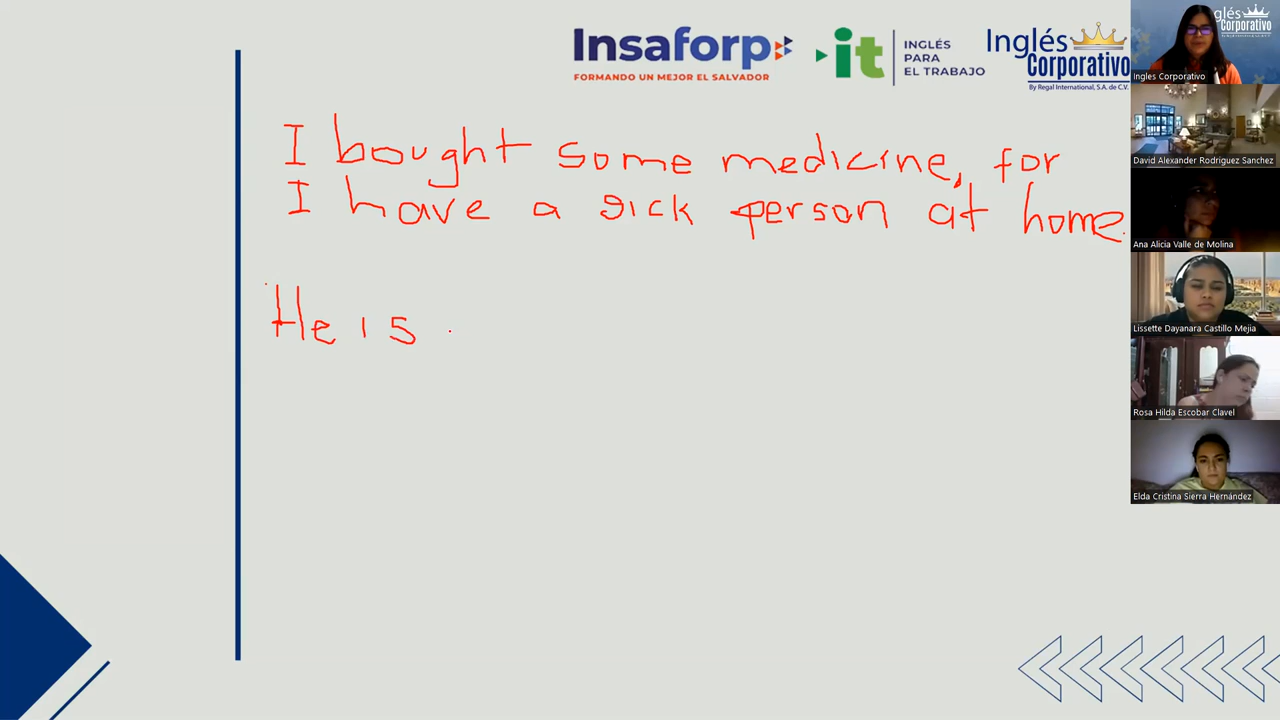 Insaforp
FORMANDO UN MEJOR EL SALVADOR
it
INGLÉS
PARA
EL TRABAJO
Inglés
Corporativo
By Regal International, S.A. de C.V.
I bought some medicine, for
I have a sick person at home.
He is
glés
Corporativo
Ingles Corporativo
David Alexander Rodriguez Sanchez
Ana Alicia Valle de Molina
Lissette Dayanara Castillo Mejia
Rosa Hilda Escobar Clavel
Elda Cristina Sierra Hernández